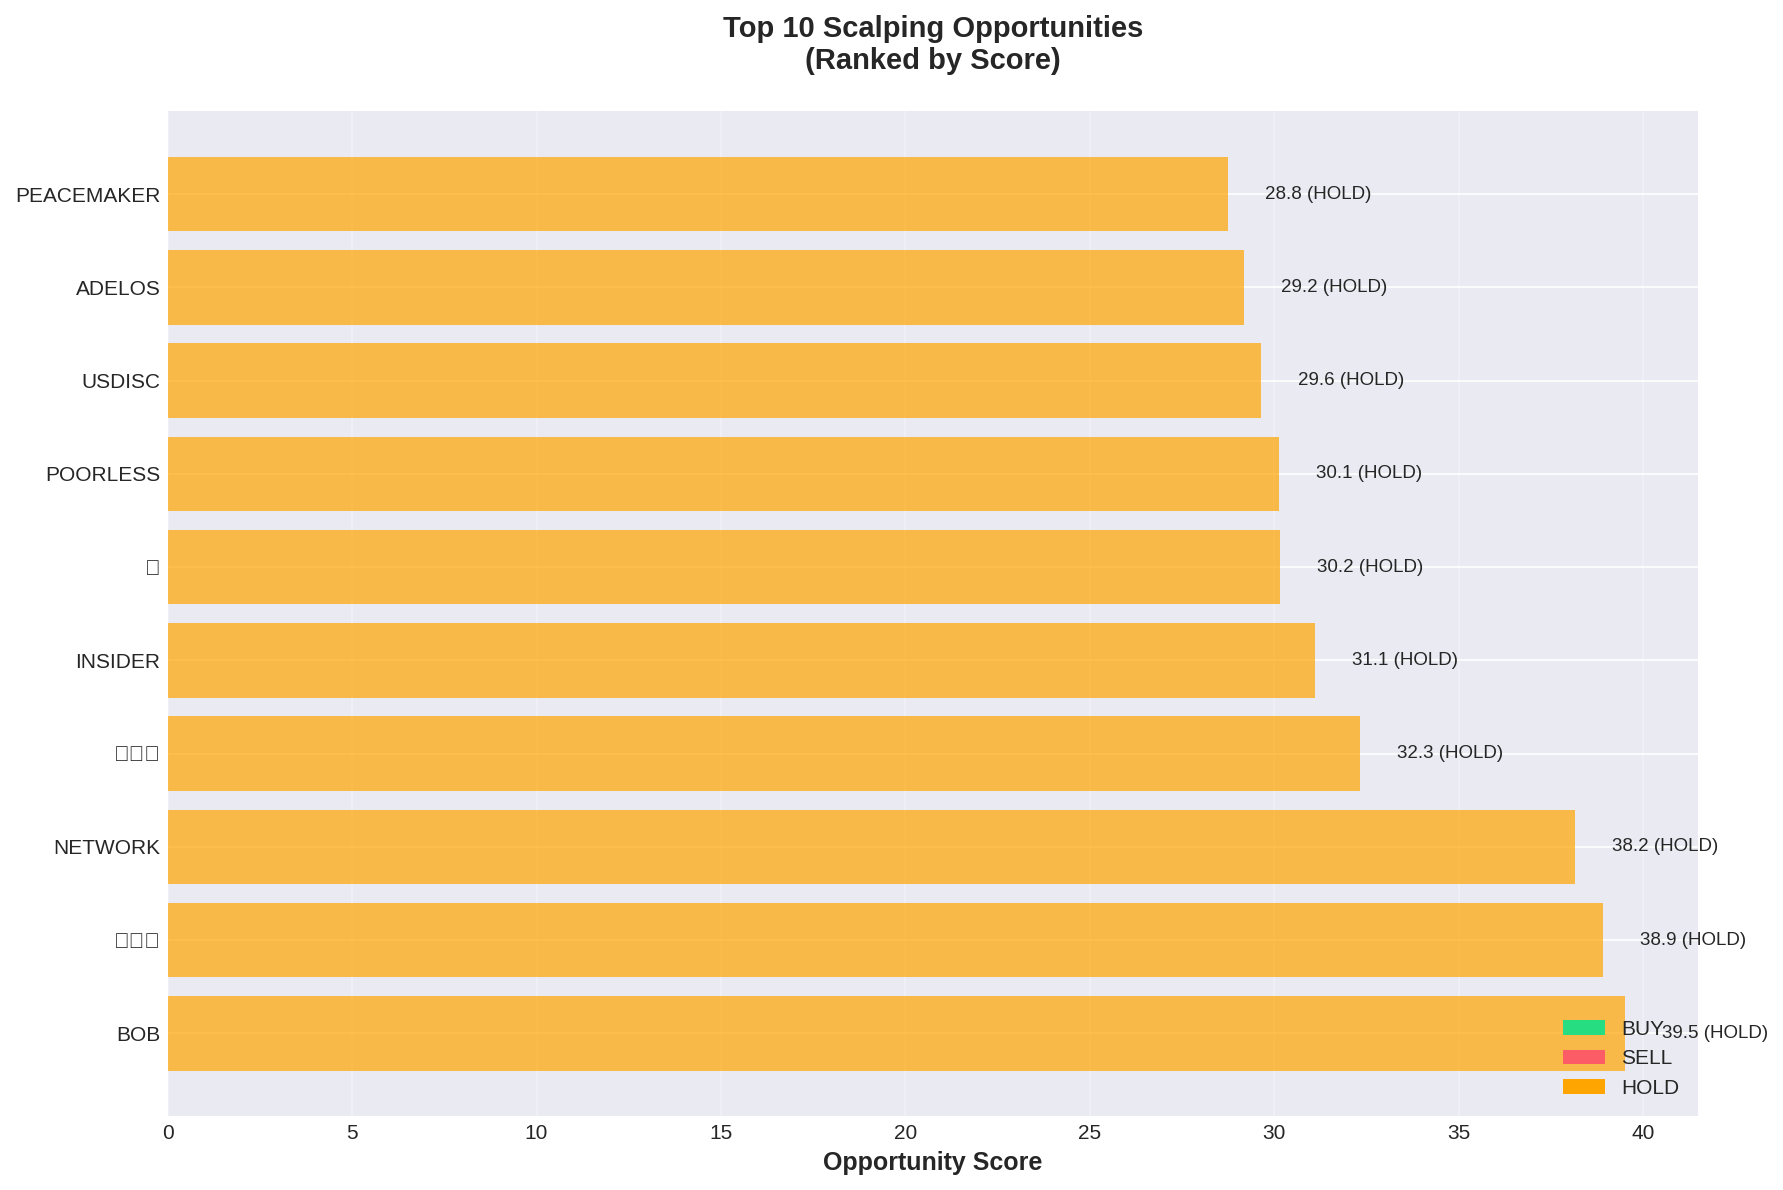 Top 10 Scalping Opportunities
(Ranked by Score)
PEACEMAKER
28.8 (HOLD)
ADELOS
29.2 (HOLD)
USDISC
29.6 (HOLD)
POORLESS
30.1 (HOLD)
30.2 (HOLD)
INSIDER
31.1 (HOLD)
32.3 (HOLD)
NETWORK
38.2 (HOLD)
38.9 (HOLD)
BOB
39.5 (HOLD)
BUY
SELL
HOLD
0 5 10 15 20 25 30 35 40
Opportunity Score